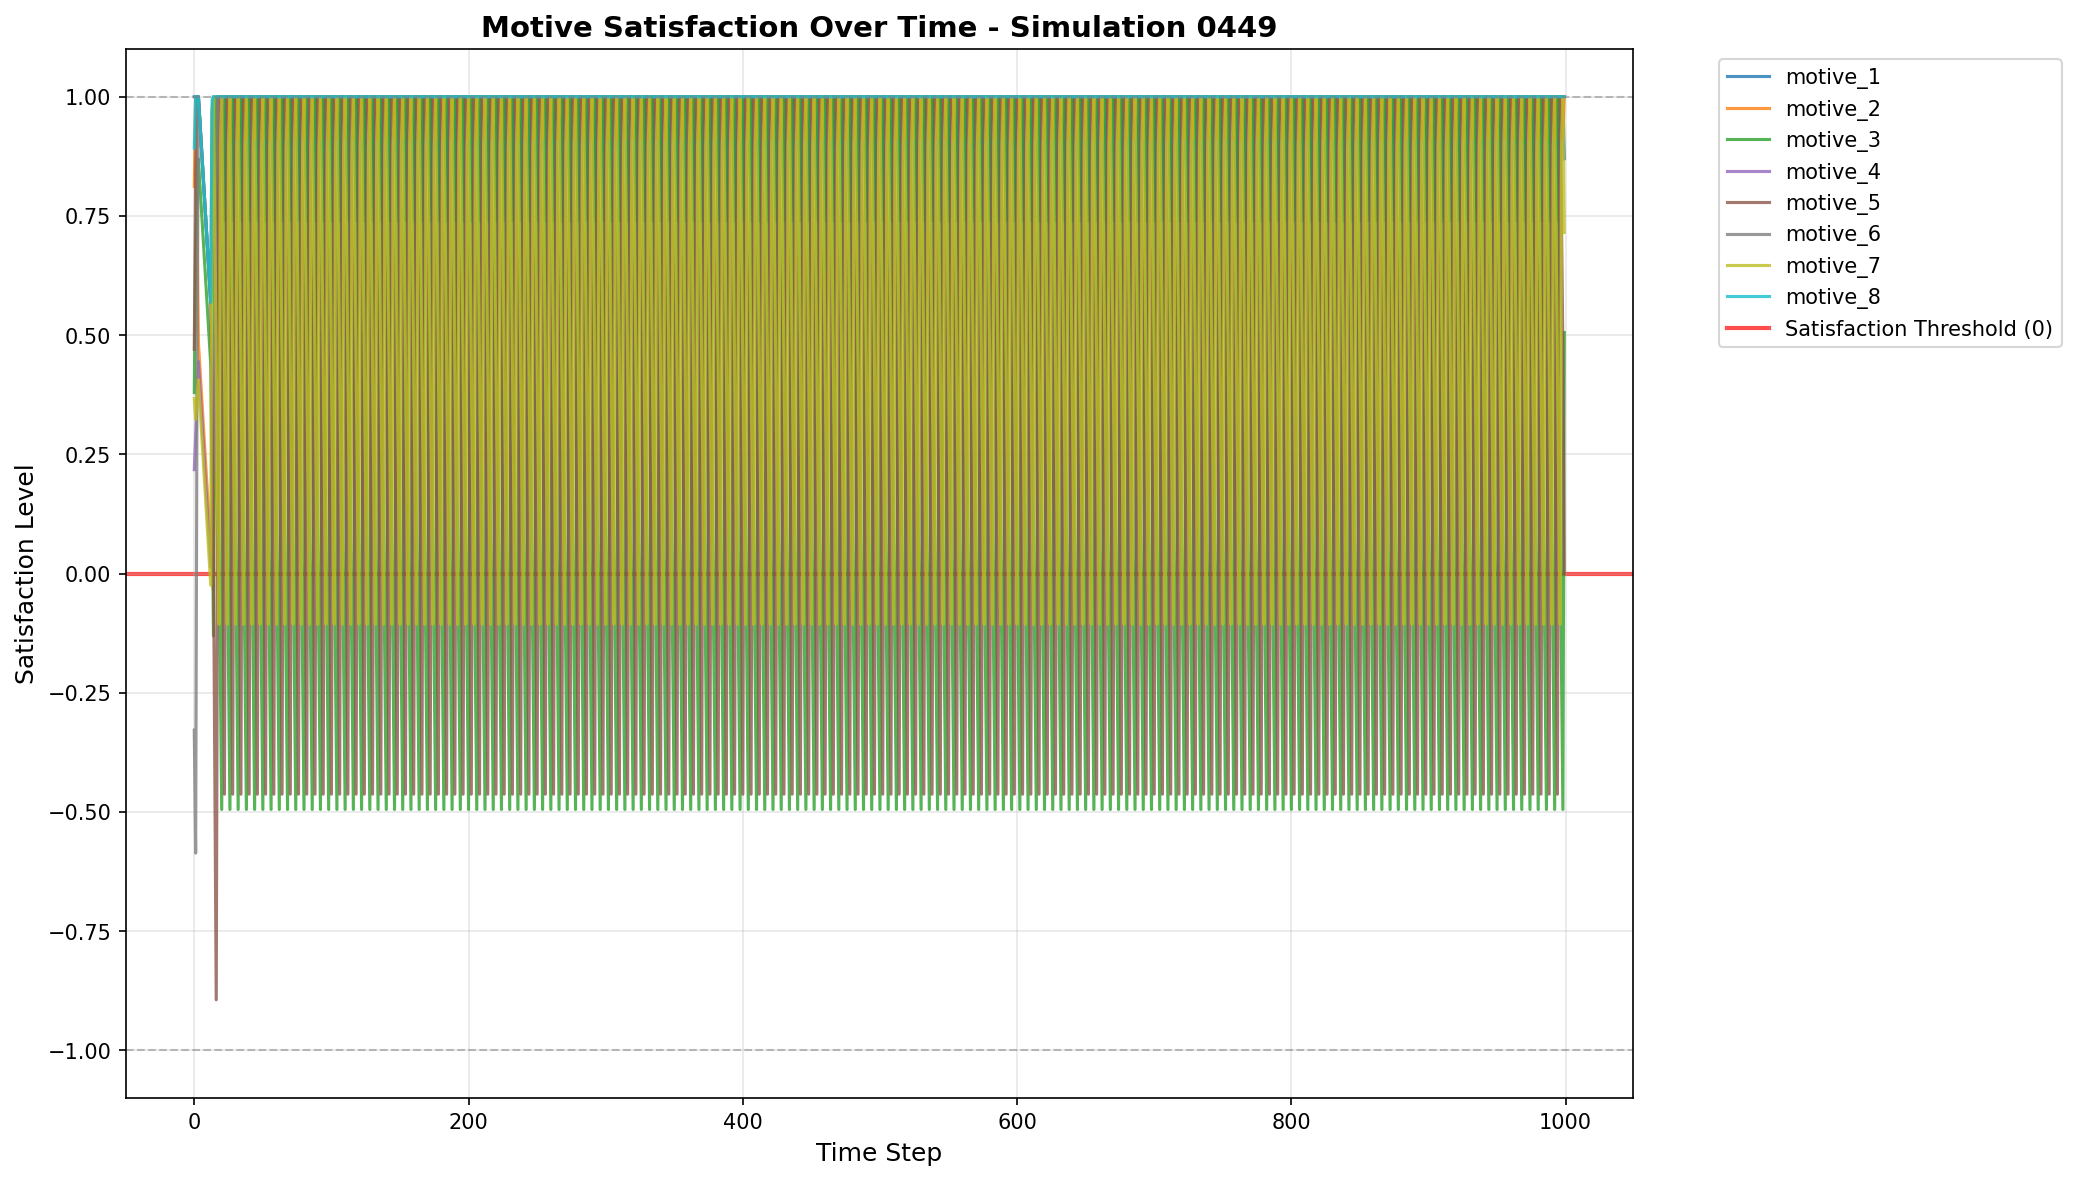 Motive Satisfaction Over Time - Simulation 0449
Satisfaction Level
1.00
0.75
0.50
0.25
0.00
−0.25
−0.50
−0.75
−1.00
0
200
400
600
800
1000
Time Step
motive_1
motive_2
motive_3
motive_4
motive_5
motive_6
motive_7
motive_8
Satisfaction Threshold (0)